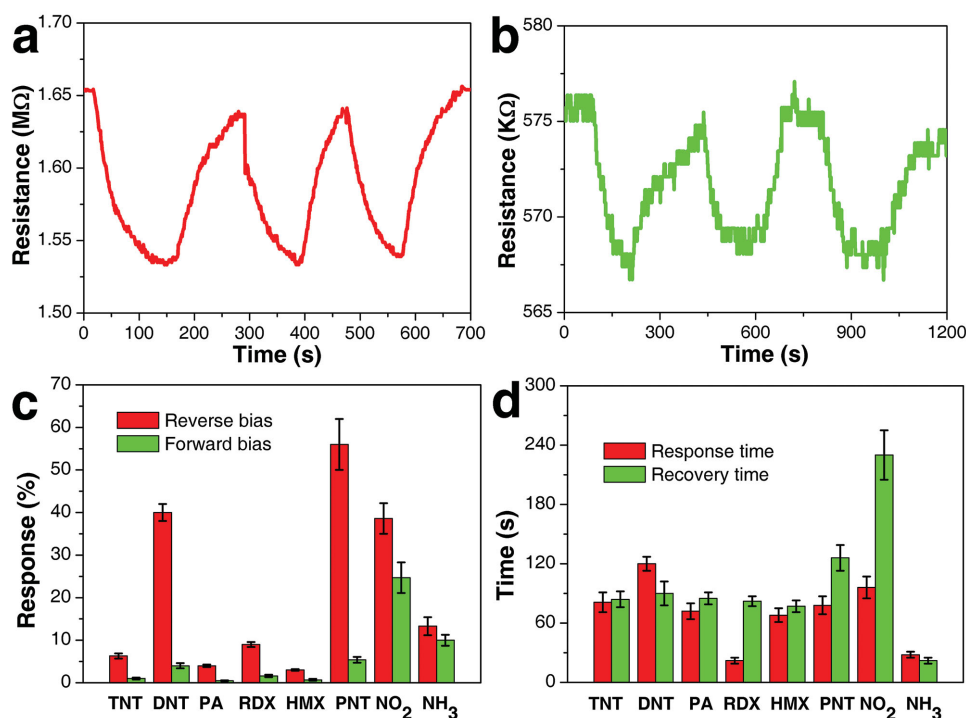 a
Resistance (MΩ)
1.70
1.65
1.60
1.55
1.50
0 100 200 300 400 500 600 700
Time (s)
b
Resistance (KΩ)
580
575
570
565
0 300 600 900 1200
Time (s)
c
Response (%)
70
60
50
40
30
20
10
0
Reverse bias
Forward bias
TNT DNT PA RDX HMX PNT NO2 NH3
d
Time (s)
300
240
180
120
60
0
Response time
Recovery time
TNT DNT PA RDX HMX PNT NO2 NH3